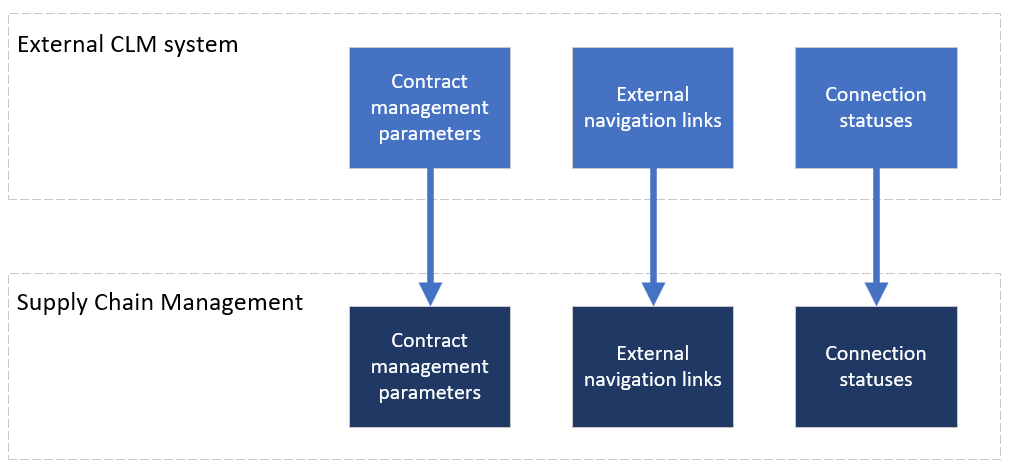 External CLM system
Contract
management
parameters
External
navigation links
Connection
statuses
Supply Chain Management
Contract
management
parameters
External
navigation links
Connection
statuses